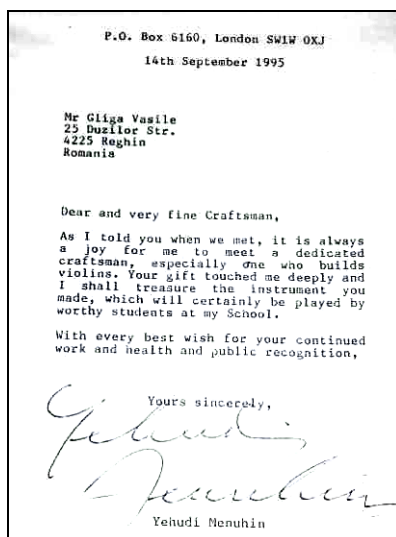 P.O. Box 6160, London SW1W 0XJ
14th September 1995
Mr Gliga Vasile
25 Duzilor Str.
4225 Reghin
Romania
Dear and very fine Craftsman,
As I told you when we met, it is always
a joy for me to meet a dedicated
craftsman, especially one who builds
violins. Your gift touched me deeply and
I shall treasure the instrument you
made, which will certainly be played by
worthy students at my School.
With every best wish for your continued
work and health and public recognition,
Yours sincerely,
Yehudi
Menuhin
Yehudi Menuhin